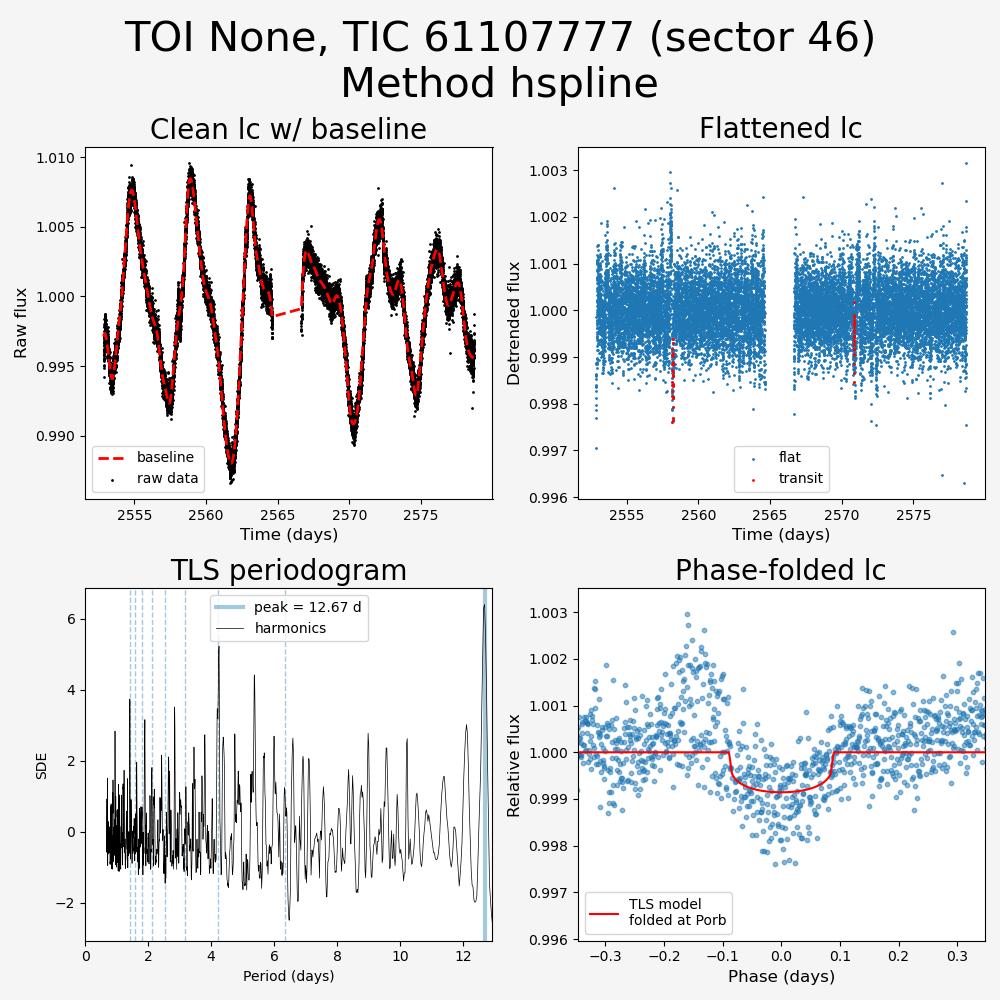 TOI None, TIC 61107777 (sector 46)
Method hspline
Clean lc w/ baseline
Raw flux
1.010
1.005
1.000
0.995
0.990
baseline
raw data
2555 2560 2565 2570 2575
Time (days)
Flattened lc
Detrended flux
1.003
1.002
1.001
1.000
0.999
0.998
0.997
0.996
flat
transit
2555 2560 2565 2570 2575
Time (days)
TLS periodogram
SDE
6
4
2
0
−2
peak = 12.67 d
harmonics
0 2 4 6 8 10 12
Period (days)
Phase-folded lc
Relative flux
1.003
1.002
1.001
1.000
0.999
0.998
0.997
0.996
TLS model
folded at Porb
−0.3 −0.2 −0.1 0.0 0.1 0.2 0.3
Phase (days)